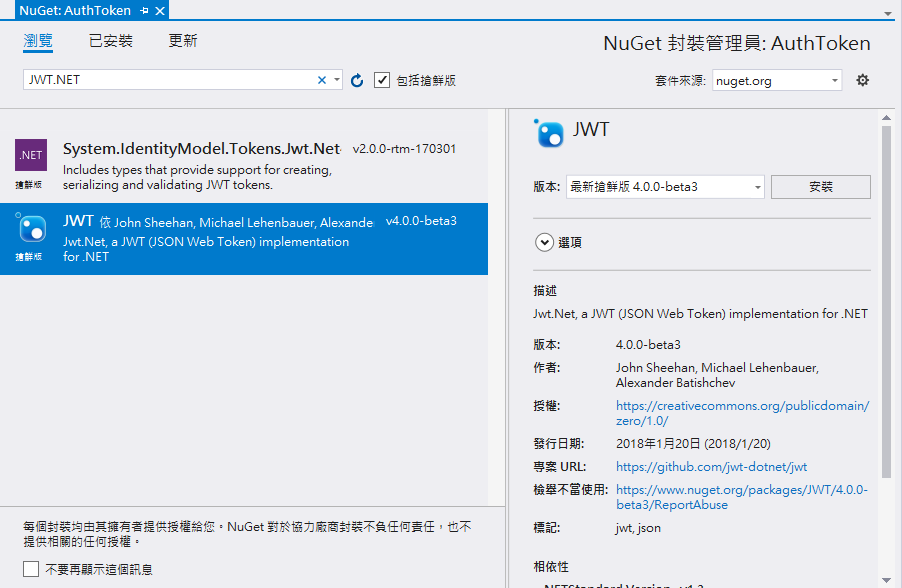 NuGet: AuthToken
瀏覽 已安裝 更新
NuGet 封裝管理員: AuthToken
JWT.NET
包括搶鮮版
套件來源: nuget.org
.NET
搶鮮版
System.IdentityModel.Tokens.Jwt.Net v2.0.0-rtm-170301
Includes types that provide support for creating,
serializing and validating JWT tokens.
搶鮮版
JWT 依 John Sheehan, Michael Lehenbauer, Alexande v4.0.0-beta3
Jwt.Net, a JWT (JSON Web Token) implementation
for .NET
每個封裝均由其擁有者提供授權給您。NuGet 對於協力廠商封裝不負任何責任，也不
提供相關的任何授權。
不要再顯示這個訊息
JWT
版本: 最新搶鮮版 4.0.0-beta3 安裝
選項
描述
Jwt.Net, a JWT (JSON Web Token) implementation for .NET
版本: 4.0.0-beta3
作者: John Sheehan, Michael Lehenbauer,
Alexander Batishchev
授權: https://creativecommons.org/publicdomain/
zero/1.0/
發行日期: 2018年1月20日 (2018/1/20)
專案 URL: https://github.com/jwt-dotnet/jwt
檢舉不當使用: https://www.nuget.org/packages/JWT/4.0.0-
beta3/ReportAbuse
標記: jwt, json
相依性
.NETStandard,Version=v1.3